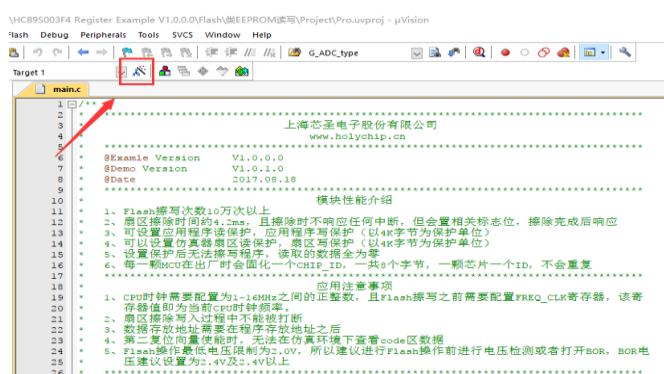 \HC89S003F4 Register Example V1.0.0.0\Flash\类EEPROM读写\Project\Pro.uvproj - µVision
Flash Debug Peripherals Tools SVCS Window Help
G_ADC_type
Target 1
main.c
1 /**
2 * ****
3 * 上海芯圣电子股份有限公司
4 * www.holychip.cn
5 * ****
6 * @Examle Version V1.0.0.0
7 * @Demo Version V1.0.1.0
8 * @Date 2017.08.18
9 * ****
10 * 模块性能介绍
11 * 1、Flash擦写次数10万次以上
12 * 2、扇区擦除时间约4.2ms，且擦除时不响应任何中断，但会置相关标志位，擦除完成后响应
13 * 3、可设置应用程序读保护，应用程序写保护（以4K字节为保护单位）
14 * 4、可以设置仿真器扇区读保护，扇区写保护（以4K字节为保护单位）
15 * 5、设置保护后无法擦写程序，读取的数据全为零
16 * 6、每一颗MCU在出厂时会固化一个CHIP_ID，一共8个字节，一颗芯片一个ID，不会重复
17 * ****
18 * 应用注意事项
19 * 1、CPU时钟需要配置为1-16MHz之间的正整数，且Flash擦写之前需要配置FREQ_CLK寄存器，该寄
20 * 存器值即为当前CPU时钟频率。
21 * 2、扇区擦除写入过程中不能被打断
22 * 3、数据存放地址需要在程序存放地址之后
23 * 4、第二复位向量使能时，无法在仿真环境下查看code区数据
24 * 5、Flsah操作最低电压限制为2.0V，所以建议进行Flash操作前进行电压检测或者打开BOR，BOR电
25 * 压建议设置为2.4V及2.4V以上
26 * ****